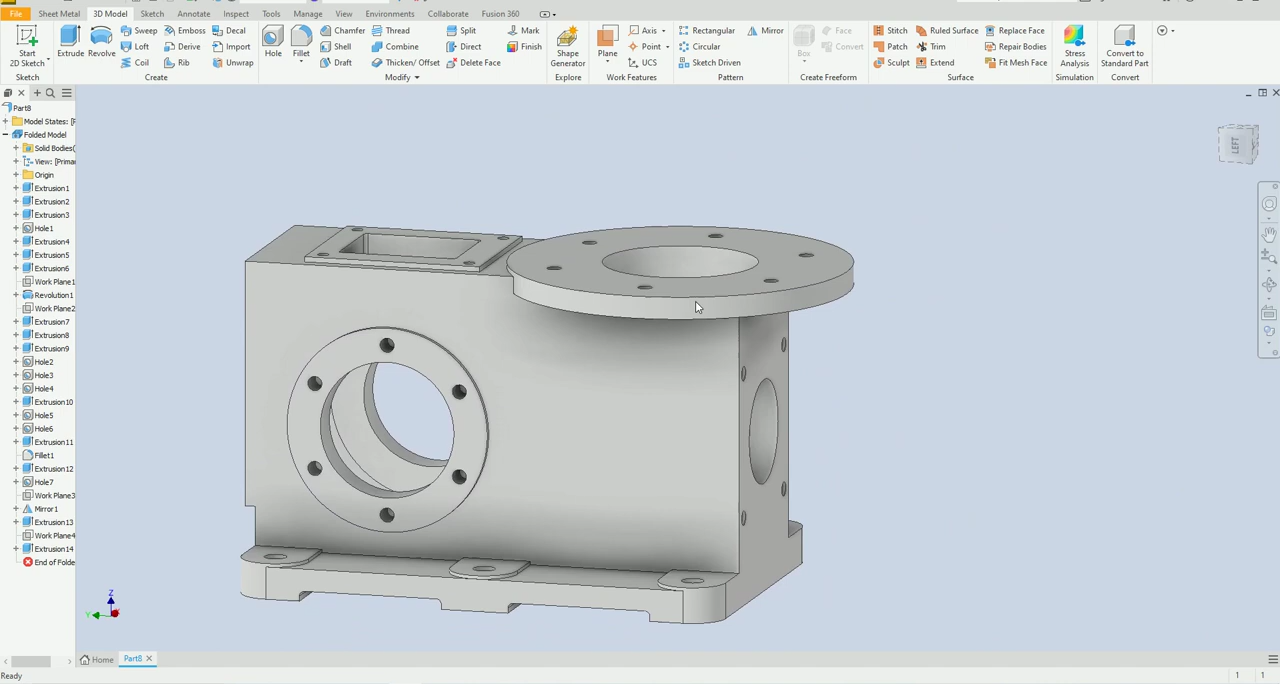 File Sheet Metal 3D Model Sketch Annotate Inspect Tools Manage View Environments Collaborate Fusion 360
Start
2D Sketch
Sketch
Extrude Revolve
Sweep Emboss Decal
Loft Derive Import
Coil Rib Unwrap
Create
Hole Fillet
Chamfer Thread Split Mark
Shell Combine Direct Finish
Draft Thicken/ Offset Delete Face
Modify
Shape
Generator
Explore
Plane
Axis
Point
UCS
Work Features
Rectangular Mirror
Circular
Sketch Driven
Pattern
Box
Face
Convert
Create Freeform
Stitch Ruled Surface Replace Face
Patch Trim Repair Bodies
Sculpt Extend Fit Mesh Face
Surface
Stress
Analysis
Simulation
Convert to
Standard Part
Convert
Part8
Model States: [
Folded Model
Solid Bodies(
View: [Prima
Origin
Extrusion1
Extrusion2
Extrusion3
Hole1
Extrusion4
Extrusion5
Extrusion6
Work Plane1
Revolution1
Work Plane2
Extrusion7
Extrusion8
Extrusion9
Hole2
Hole3
Hole4
Extrusion10
Hole5
Hole6
Extrusion11
Fillet1
Extrusion12
Hole7
Work Plane3
Mirror1
Extrusion13
Work Plane4
Extrusion14
End of Folde
LEFT
Z
Y
Home Part8
Ready 1 1